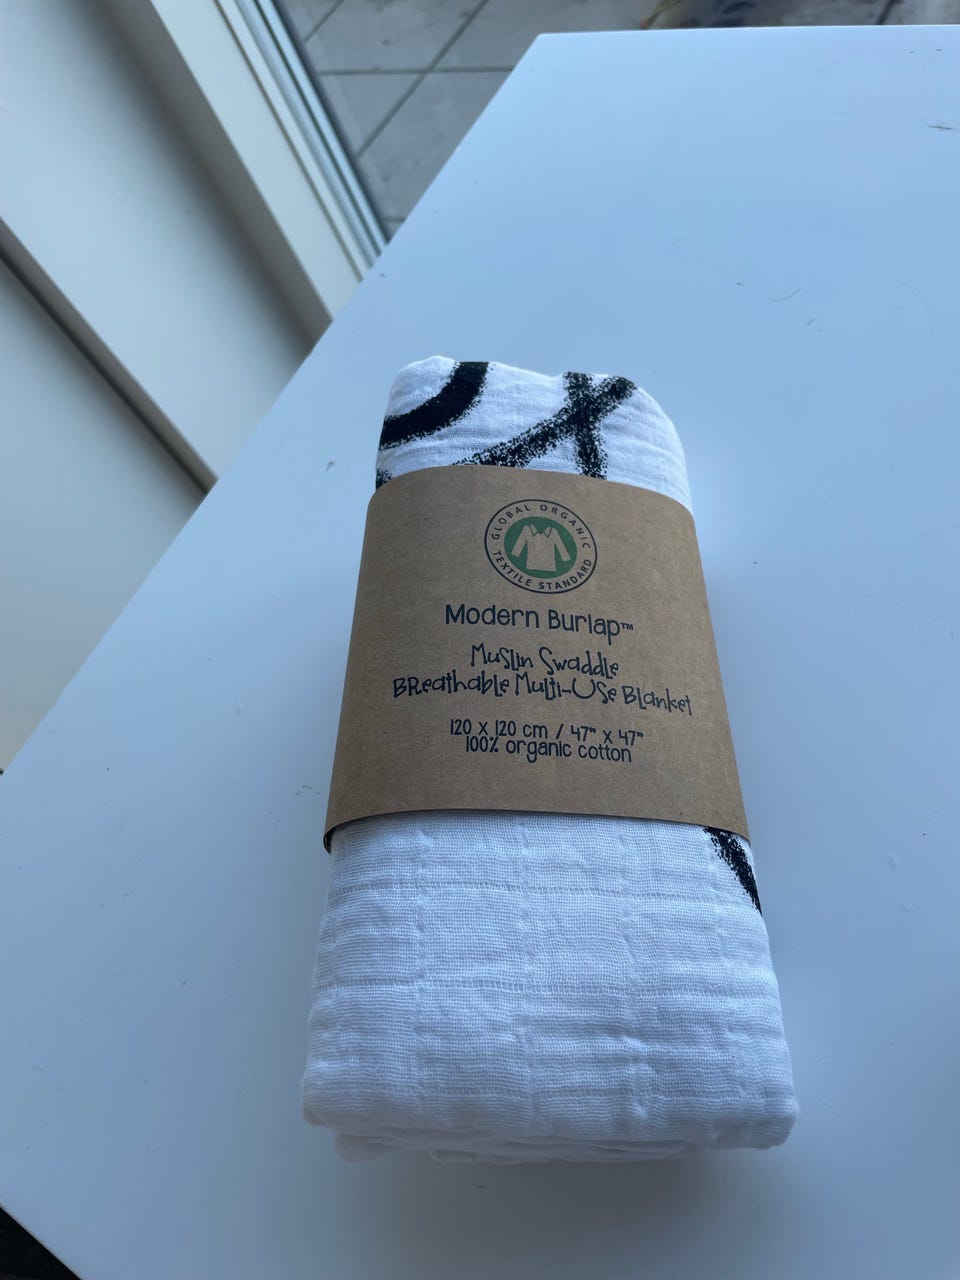 GLOBAL ORGANIC
TEXTILE STANDARD
Modern Burlap™
Muslin Swaddle
BReathable Multi-Use Blanket
120 x 120 cm / 47" x 47"
100% organic cotton